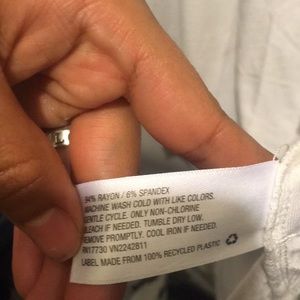 94% RAYON / 6% SPANDEX
MACHINE WASH COLD WITH LIKE COLORS.
GENTLE CYCLE. ONLY NON-CHLORINE
BLEACH IF NEEDED. TUMBLE DRY LOW.
REMOVE PROMPTLY. COOL IRON IF NEEDED.
RN17730 VN2242811
LABEL MADE FROM 100% RECYCLED PLASTIC